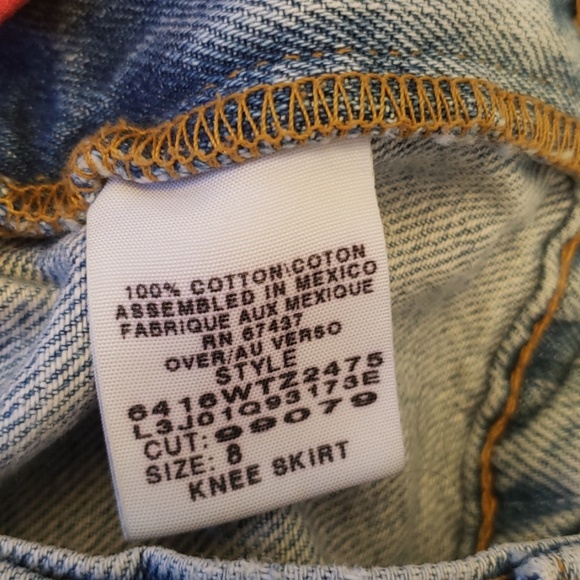 100% COTTON\COTON
ASSEMBLED IN MEXICO
FABRIQUE AUX MEXIQUE
RN 67437
OVER/AU VERSO
STYLE
6416WTZ2475
L3J01Q93173E
CUT: 99079
SIZE: 8
KNEE SKIRT